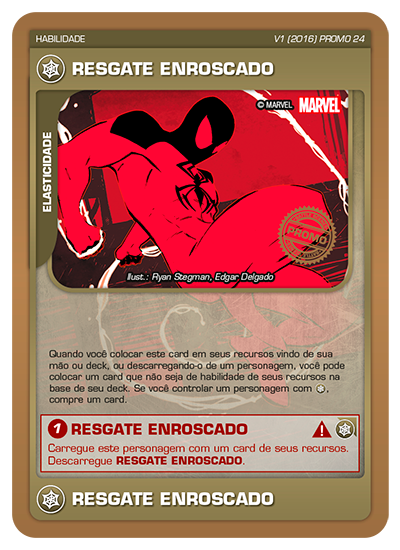 HABILIDADE
V1 (2016) PROMO 24
RESGATE ENROSCADO
© MARVEL MARVEL
ELASTICIDADE
PROMO
Illust.: Ryan Stegman, Edgar Delgado
Quando você colocar este card em seus recursos vindo de sua
mão ou deck, ou descarregando-o de um personagem, você pode
colocar um card que não seja de habilidade de seus recursos na
base de seu deck. Se você controlar um personagem com ,
compre um card.
1 RESGATE ENROSCADO
Carregue este personagem com um card de seus recursos.
Descarregue RESGATE ENROSCADO.
RESGATE ENROSCADO